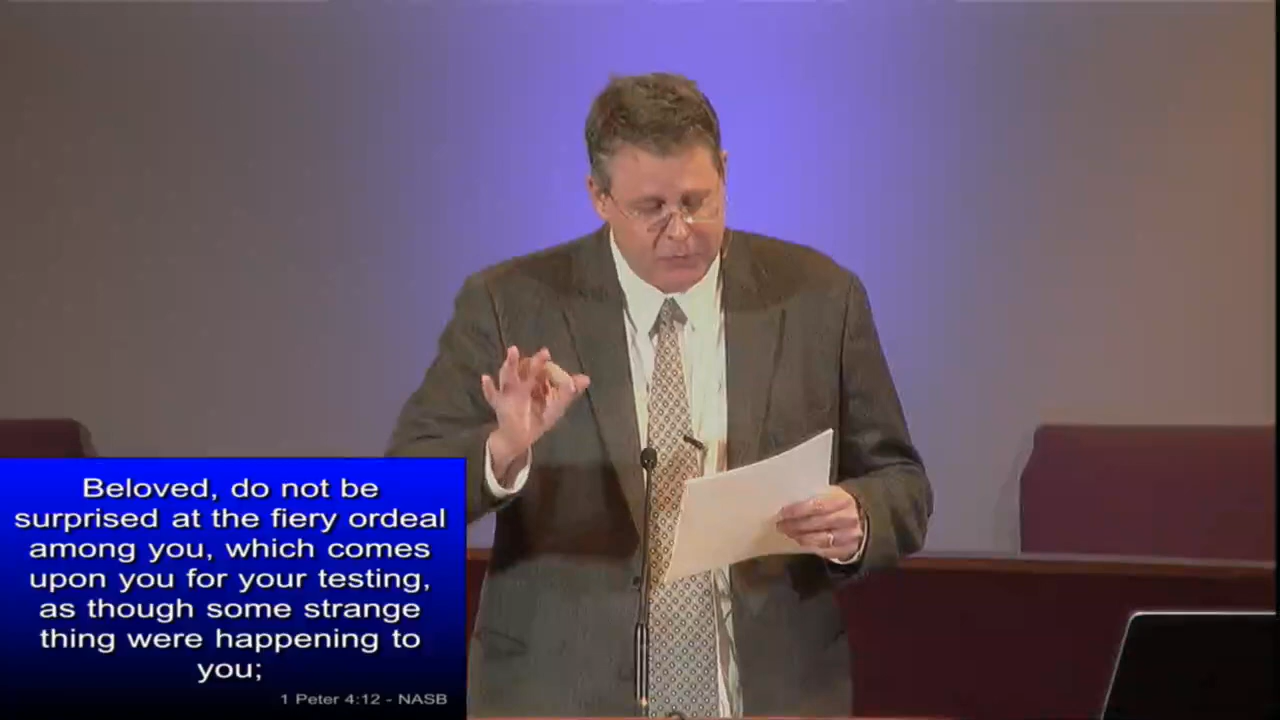 Beloved, do not be
surprised at the fiery ordeal
among you, which comes
upon you for your testing,
as though some strange
thing were happening to
you;
1 Peter 4:12 - NASB